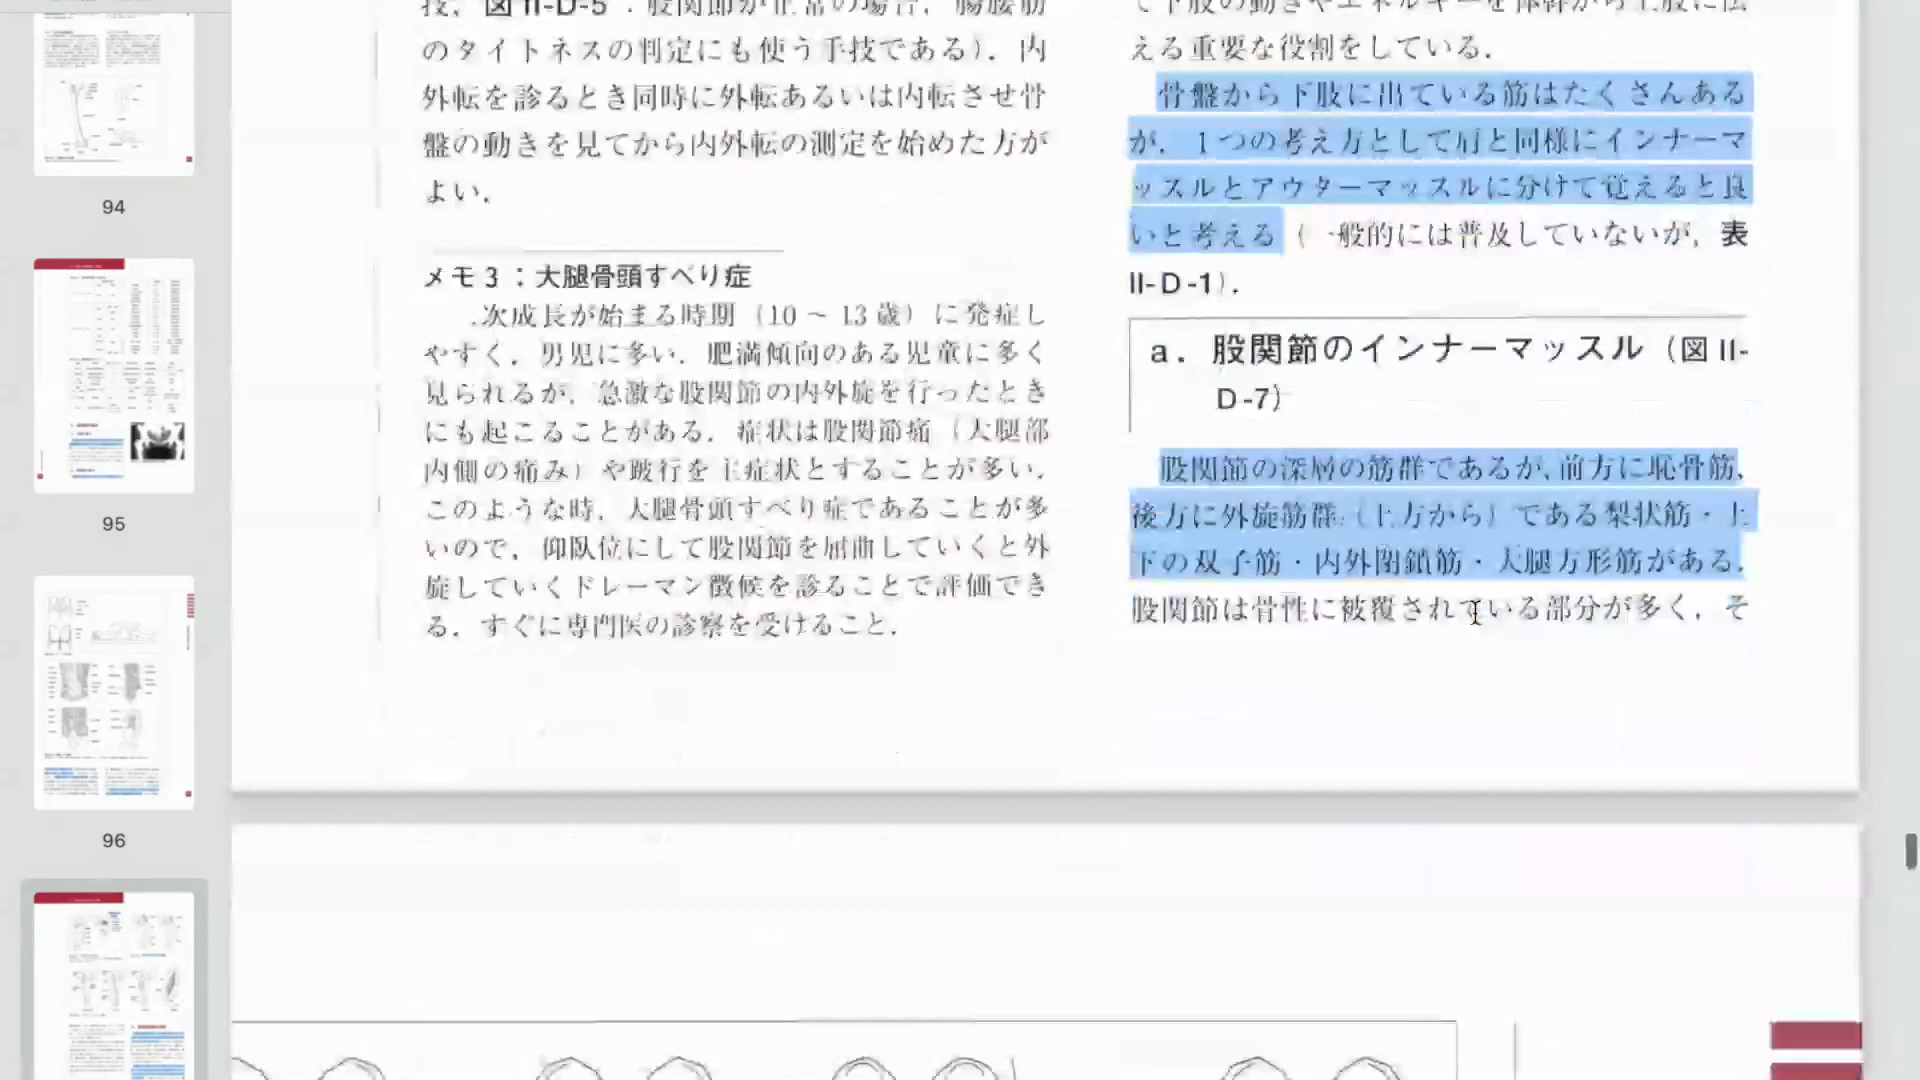 技，図 II-D-5：股関節が正常の場合，腸腰筋
のタイトネスの判定にも使う手技である）．内
外転を診るとき同時に外転あるいは内転させ骨
盤の動きを見てから内外転の測定を始めた方が
よい．
メモ 3：大腿骨頭すべり症
次成長が始まる時期（10 ～ 13 歳）に発症し
やすく，男児に多い．肥満傾向のある児童に多く
見られるが，急激な股関節の内外旋を行ったとき
にも起こることがある．症状は股関節痛（大腿部
内側の痛み）や跛行を主症状とすることが多い．
このような時，大腿骨頭すべり症であることが多
いので，仰臥位にして股関節を屈曲していくと外
旋していくドレーマン徴候を診ることで評価でき
る．すぐに専門医の診察を受けること．
て下肢の動きやエネルギーを体幹から上肢に伝
える重要な役割をしている．
骨盤から下肢に出ている筋はたくさんある
が，1 つの考え方として肩と同様にインナーマ
ッスルとアウターマッスルに分けて覚えると良
いと考える（一般的には普及していないが，表
II-D-1）．
a．股関節のインナーマッスル（図 II-
D-7）
股関節の深層の筋群であるが，前方に恥骨筋，
後方に外旋筋群（上方から）である梨状筋・上
下の双子筋・内外閉鎖筋・大腿方形筋がある．
股関節は骨性に被覆されている部分が多く，そ
94
95
96